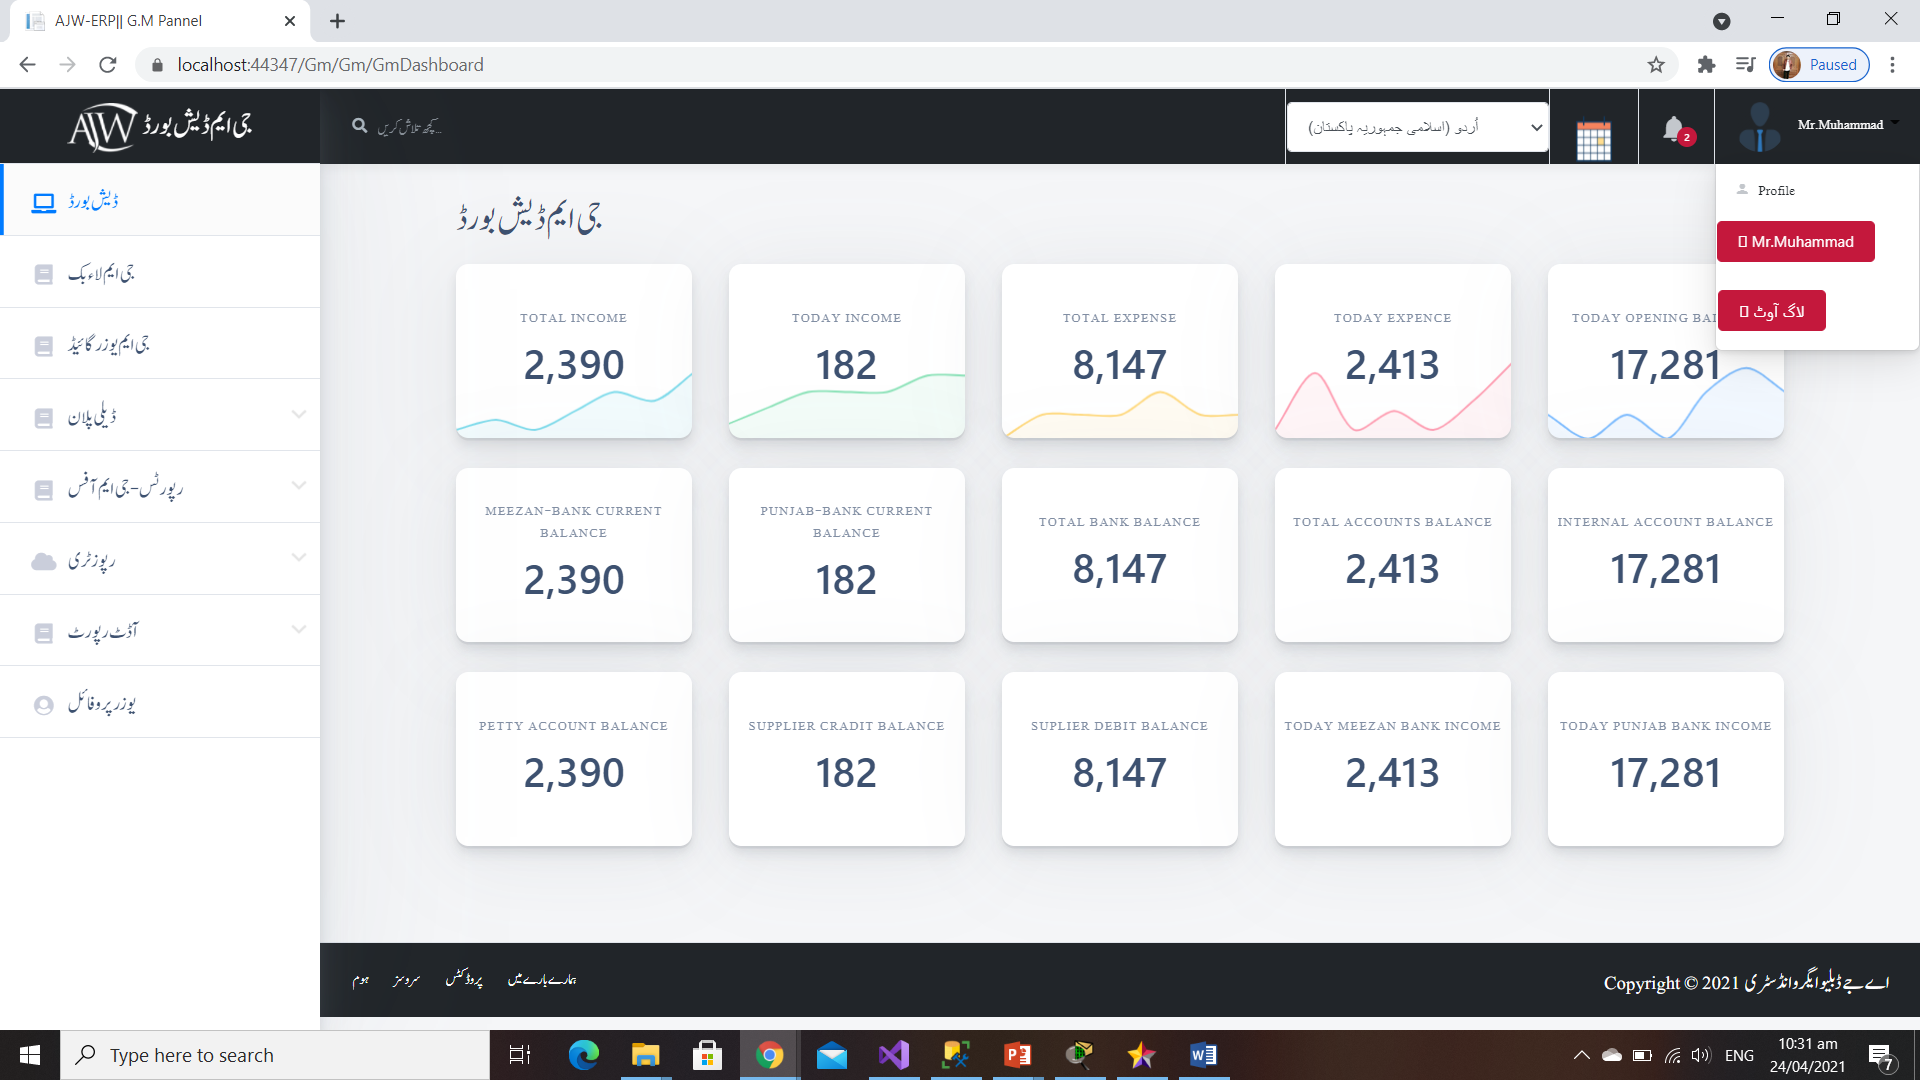 AJW-ERP|| G.M Pannel
localhost:44347/Gm/Gm/GmDashboard
Paused
AJW جی ایم ڈیش بورڈ
کچھ تلاش کریں...
اُردو (اسلامی جمہوریہ پاکستان)
2
Mr.Muhammad
Profile
Mr.Muhammad
لاگ آوٹ
ڈیش بورڈ
جی ایم لاء بک
جی ایم یوزر گائیڈ
ڈیلی پلان
رپورٹس-جی ایم آفس
رپوزٹری
آڈٹ رپورٹ
یوزر پروفائل
جی ایم ڈیش بورڈ
TOTAL INCOME
2,390
TODAY INCOME
182
TOTAL EXPENSE
8,147
TODAY EXPENCE
2,413
TODAY OPENING
17,281
MEEZAN-BANK CURRENT
BALANCE
2,390
PUNJAB-BANK CURRENT
BALANCE
182
TOTAL BANK BALANCE
8,147
TOTAL ACCOUNTS BALANCE
2,413
INTERNAL ACCOUNT BALANCE
17,281
PETTY ACCOUNT BALANCE
2,390
SUPPLIER CRADIT BALANCE
182
SUPLIER DEBIT BALANCE
8,147
TODAY MEEZAN BANK INCOME
2,413
TODAY PUNJAB BANK INCOME
17,281
ہوم سروسز پروڈکٹس ہمارے بارے میں
Copyright © 2021 اے جے ڈبلیو ایگرو انڈسٹری
Type here to search
ENG
10:31 am
24/04/2021
7